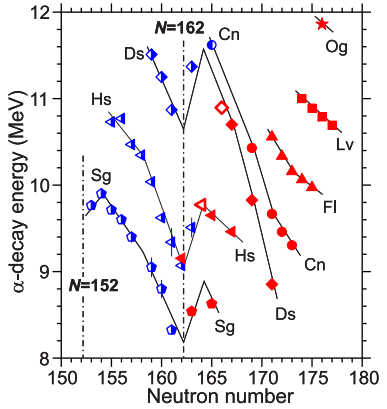 N=162
Cn
Ds
Og
Hs
Lv
Sg
Fl
Hs
Cn
N=152
Ds
Sg
12
11
10
9
8
α-decay energy (MeV)
150 155 160 165 170 175 180
Neutron number